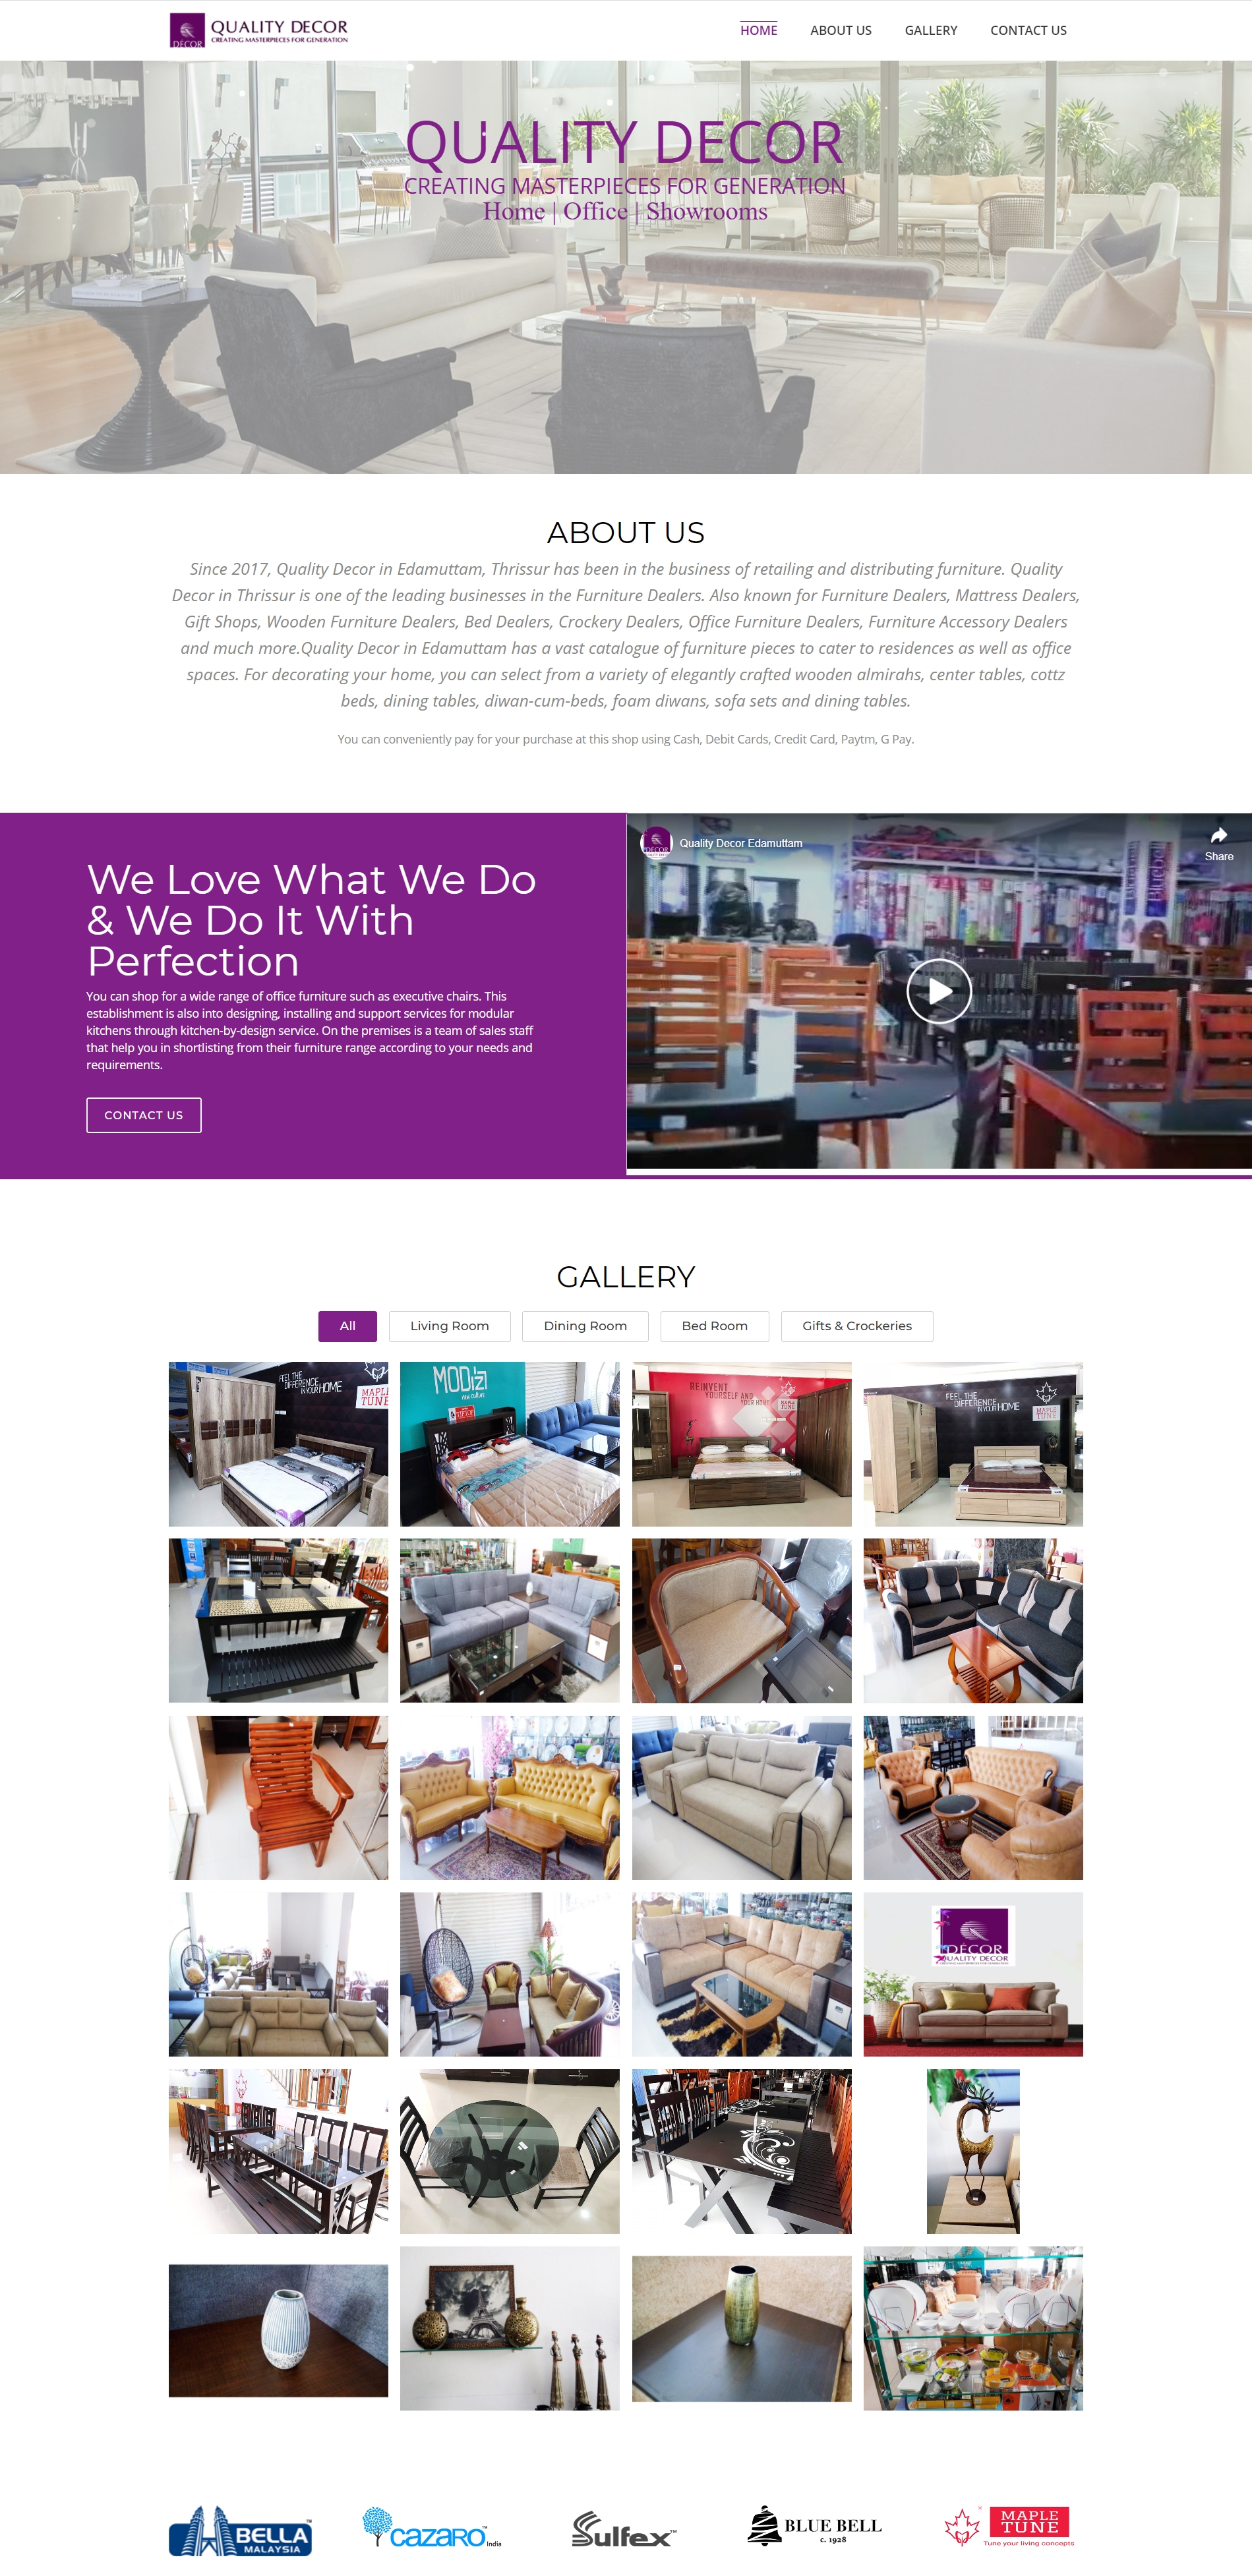 DECOR
QUALITY DECOR
CREATING MASTERPIECES FOR GENERATION
HOME
ABOUT US
GALLERY
CONTACT US
QUALITY DECOR
CREATING MASTERPIECES FOR GENERATION
Home | Office | Showrooms
ABOUT US
Since 2017, Quality Decor in Edamuttam, Thrissur has been in the business of retailing and distributing furniture. Quality
Decor in Thrissur is one of the leading businesses in the Furniture Dealers. Also known for Furniture Dealers, Mattress Dealers,
Gift Shops, Wooden Furniture Dealers, Bed Dealers, Crockery Dealers, Office Furniture Dealers, Furniture Accessory Dealers
and much more.Quality Decor in Edamuttam has a vast catalogue of furniture pieces to cater to residences as well as office
spaces. For decorating your home, you can select from a variety of elegantly crafted wooden almirahs, center tables, cottz
beds, dining tables, diwan-cum-beds, foam diwans, sofa sets and dining tables.
You can conveniently pay for your purchase at this shop using Cash, Debit Cards, Credit Card, Paytm, G Pay.
We Love What We Do
& We Do It With
Perfection
You can shop for a wide range of office furniture such as executive chairs. This
establishment is also into designing, installing and support services for modular
kitchens through kitchen-by-design service. On the premises is a team of sales staff
that help you in shortlisting from their furniture range according to your needs and
requirements.
CONTACT US
DECOR
Quality Decor Edamuttam
Share
GALLERY
All
Living Room
Dining Room
Bed Room
Gifts & Crockeries
FEEL THE
DIFFERENCE
IN YOUR HOME
MAPLE
TUNE
MODizi
REINVENT
YOURSELF AND
YOUR HOME
FEEL THE
DIFFERENCE
IN YOUR HOME
MAPLE
TUNE
DÉCOR
QUALITY DECOR
CREATING MASTERPIECES FOR GENERATION
BELLA
MALAYSIA
TM
CAZARO
India
Sulfex™
BLUE BELL
c. 1928
MAPLE
TUNE
Tune your living concepts